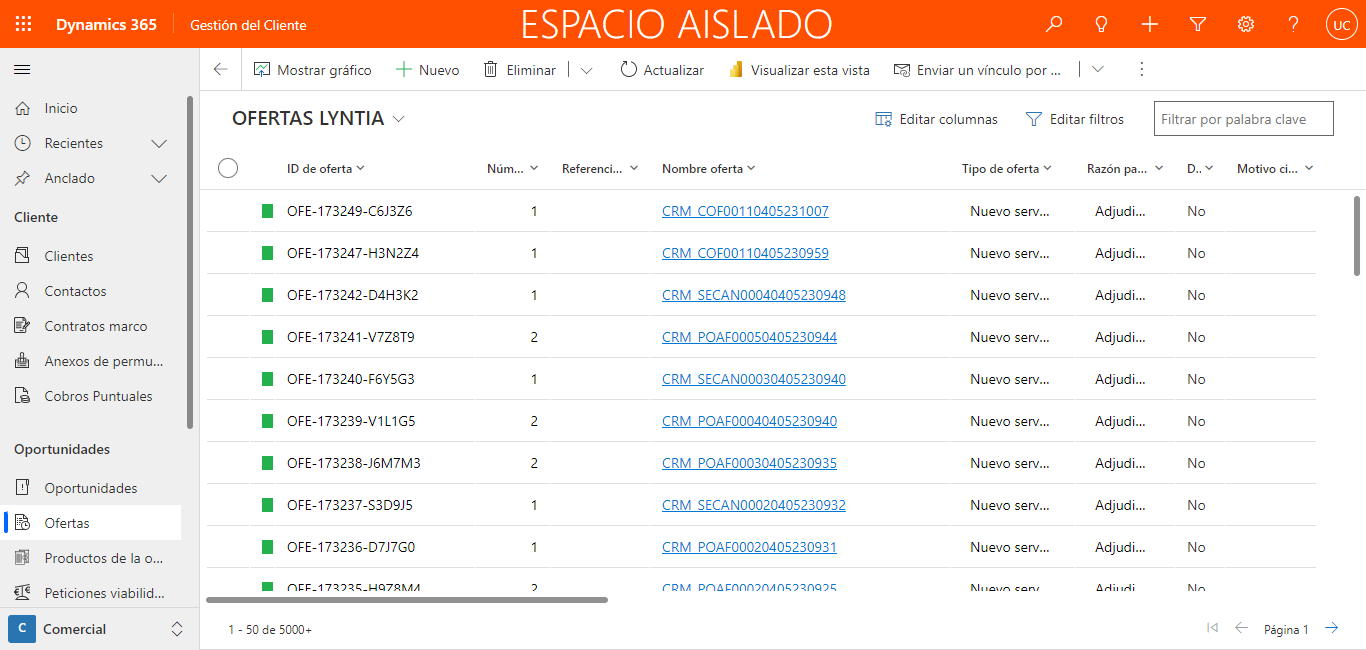 Dynamics 365 Gestión del Cliente ESPACIO AISLADO UC
Mostrar gráfico Nuevo Eliminar Actualizar Visualizar esta vista Enviar un vínculo por ...
Inicio
Recientes
Anclado
Cliente
Clientes
Contactos
Contratos marco
Anexos de permu...
Cobros Puntuales
Oportunidades
Oportunidades
Ofertas
Productos de la o...
Peticiones viabilid...
C Comercial
OFERTAS LYNTIA Editar columnas Editar filtros Filtrar por palabra clave
ID de oferta Núm... Referenci... Nombre oferta Tipo de oferta Razón pa... D.. Motivo ci...
OFE-173249-C6J3Z6 1 CRM_COF00110405231007 Nuevo serv... Adjudi... No
OFE-173247-H3N2Z4 1 CRM_COF00110405230959 Nuevo serv... Adjudi... No
OFE-173242-D4H3K2 1 CRM_SECAN00040405230948 Nuevo serv... Adjudi... No
OFE-173241-V7Z8T9 2 CRM_POAF00050405230944 Nuevo serv... Adjudi... No
OFE-173240-F6Y5G3 1 CRM_SECAN00030405230940 Nuevo serv... Adjudi... No
OFE-173239-V1L1G5 2 CRM_POAF00040405230940 Nuevo serv... Adjudi... No
OFE-173238-J6M7M3 2 CRM_POAF00030405230935 Nuevo serv... Adjudi... No
OFE-173237-S3D9J5 1 CRM_SECAN00020405230932 Nuevo serv... Adjudi... No
OFE-173236-D7J7G0 1 CRM_POAF00020405230931 Nuevo serv... Adjudi... No
OFE-173235-H9Z8M4 2 CRM_POAF00020405230925 Nuevo serv... Adjudi... No
1 - 50 de 5000+ Página 1